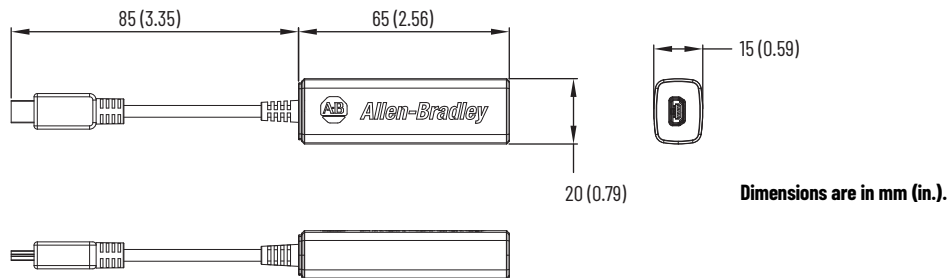 85 (3.35)
65 (2.56)
15 (0.59)
AB Allen-Bradley
20 (0.79)
Dimensions are in mm (in.).